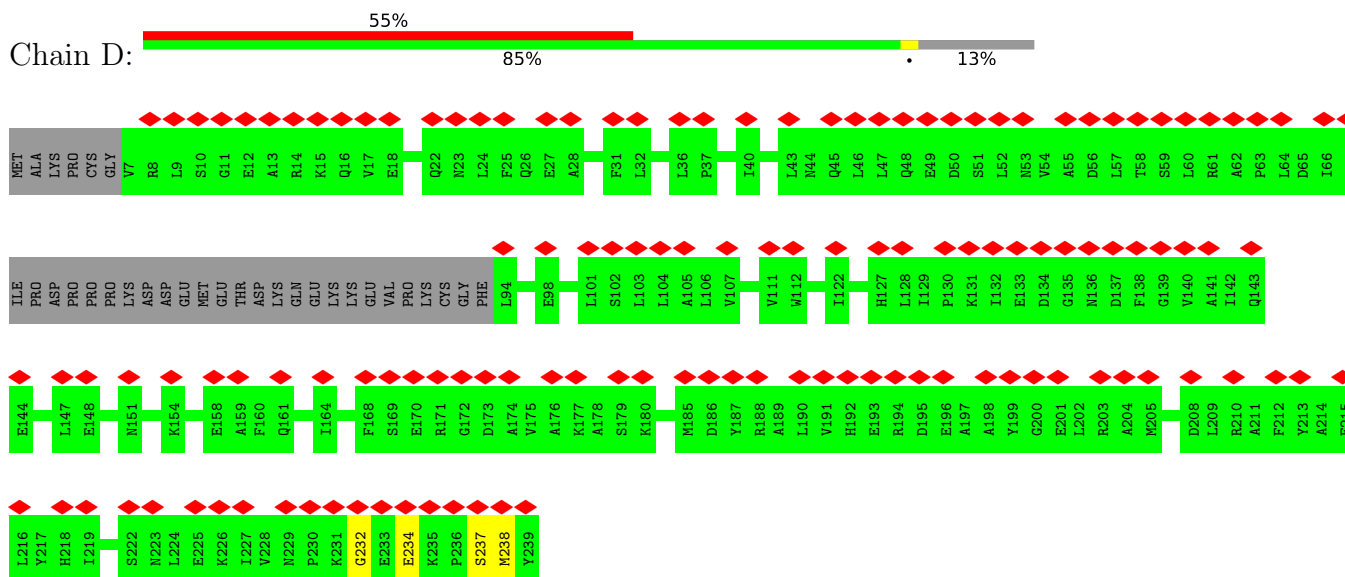 55%
Chain D:
85% • 13%
MET ALA LYS PRO CYS GLY V7 R8 L9 S10 G11 E12 A13 R14 K15 Q16 V17 E18 Q22 N23 L24 F25 Q26 E27 A28 F31 L32 L36 P37 I40 L43 N44 Q45 L46 L47 Q48 E49 D50 S51 L52 N53 V54 A55 D56 L57 T58 S59 L60 R61 A62 P63 L64 D65 I66
ILE PRO ASP PRO PRO PRO LYS ASP ASP GLU MET GLU THR ASP LYS GLN GLU LYS LYS GLU VAL PRO LYS CYS GLY PHE L94 E98 L101 S102 L103 L104 A105 L106 V107 V111 W112 I122 H127 L128 I129 P130 K131 I132 E133 D134 G135 N136 D137 F138 G139 V140 A141 I142 Q143
E144 L147 E148 N151 K154 E158 A159 F160 Q161 I164 F168 S169 E170 R171 G172 D173 A174 V175 A176 K177 A178 S179 K180 M185 D186 Y187 R188 A189 L190 V191 H192 E193 R194 D195 E196 A197 A198 Y199 G200 E201 L202 R203 A204 M205 D208 L209 R210 A211 F212 Y213 A214
L216 Y217 H218 I219 S222 N223 L224 E225 K226 I227 V228 N229 P230 K231 G232 E233 E234 K235 P236 S237 M238 Y239